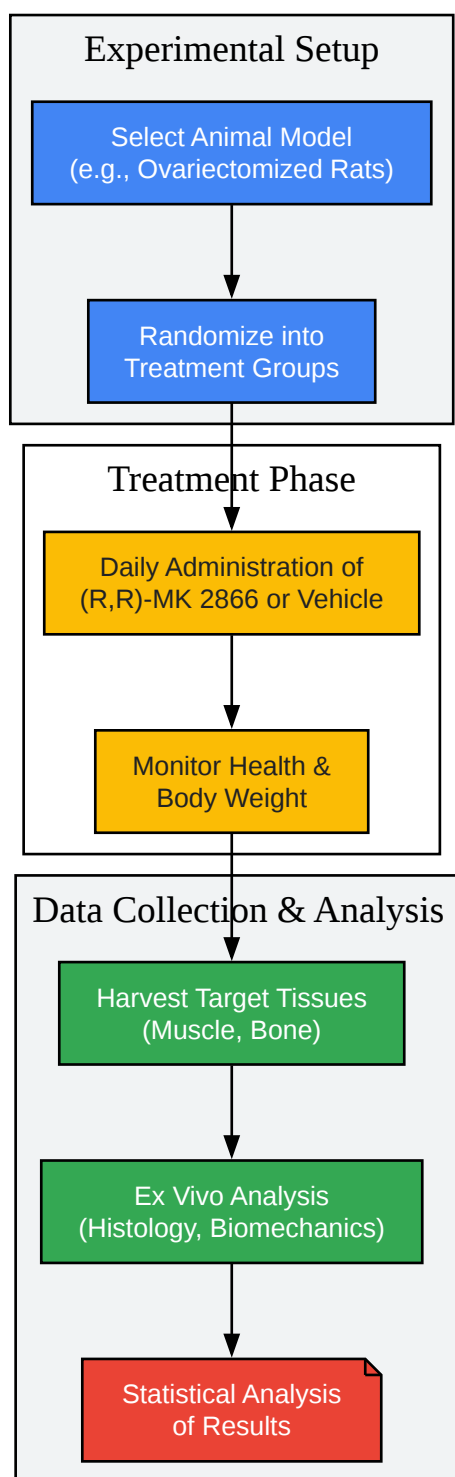 Experimental Setup
Select Animal Model
(e.g., Ovariectomized Rats)
Randomize into
Treatment Groups
Treatment Phase
Daily Administration of
(R,R)-MK 2866 or Vehicle
Monitor Health &
Body Weight
Data Collection & Analysis
Harvest Target Tissues
(Muscle, Bone)
Ex Vivo Analysis
(Histology, Biomechanics)
Statistical Analysis
of Results